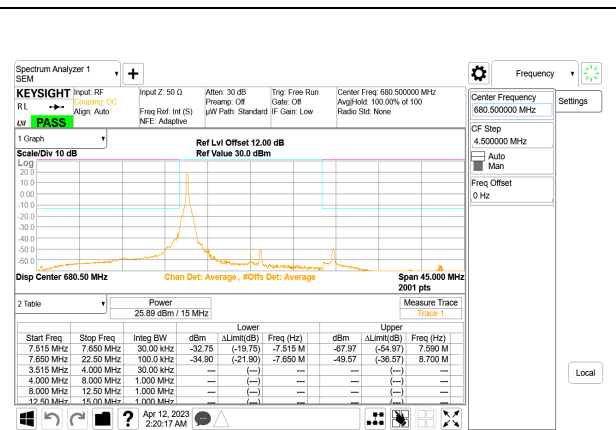 Spectrum Analyzer 1
SEM
+
Frequency
KEYSIGHT
Input: RF
Input Z: 50 Ω
Atten: 30 dB
Trig: Free Run
Center Freq: 680.500000 MHz
R L
Coupling: DC
Preamp: Off
Gate: Off
Avg|Hold: 100.00% of 100
Align: Auto
Freq Ref: Int (S)
µW Path: Standard
IF Gain: Low
Radio Std: None
LXI PASS
NFE: Adaptive
Center Frequency
680.500000 MHz
Settings
CF Step
4.500000 MHz
Auto
Man
Freq Offset
0 Hz
1 Graph
Ref Lvl Offset 12.00 dB
Scale/Div 10 dB
Ref Value 30.0 dBm
Log
20.0
10.0
0.00
-10.0
-20.0
-30.0
-40.0
-50.0
-60.0
Disp Center 680.50 MHz
Chan Det: Average , #Offs Det: Average
Span 45.000 MHz
2001 pts
2 Table
Power
Measure Trace
25.89 dBm / 15 MHz
Trace 1
Lower Upper
Start Freq Stop Freq Integ BW dBm ΔLimit(dB) Freq (Hz) dBm ΔLimit(dB) Freq (Hz)
7.515 MHz 7.650 MHz 30.00 kHz -32.75 (-19.75) -7.515 M -67.97 (-54.97) 7.590 M
7.650 MHz 22.50 MHz 100.0 kHz -34.90 (-21.90) -7.650 M -49.57 (-36.57) 8.700 M
3.515 MHz 4.000 MHz 30.00 kHz --- (---) --- --- (---) ---
4.000 MHz 8.000 MHz 1.000 MHz --- (---) --- --- (---) ---
8.000 MHz 12.50 MHz 1.000 MHz --- (---) --- --- (---) ---
12.50 MHz 15.00 MHz 1.000 MHz --- (---) --- --- (---) ---
Local
?
Apr 12, 2023
2:20:17 AM